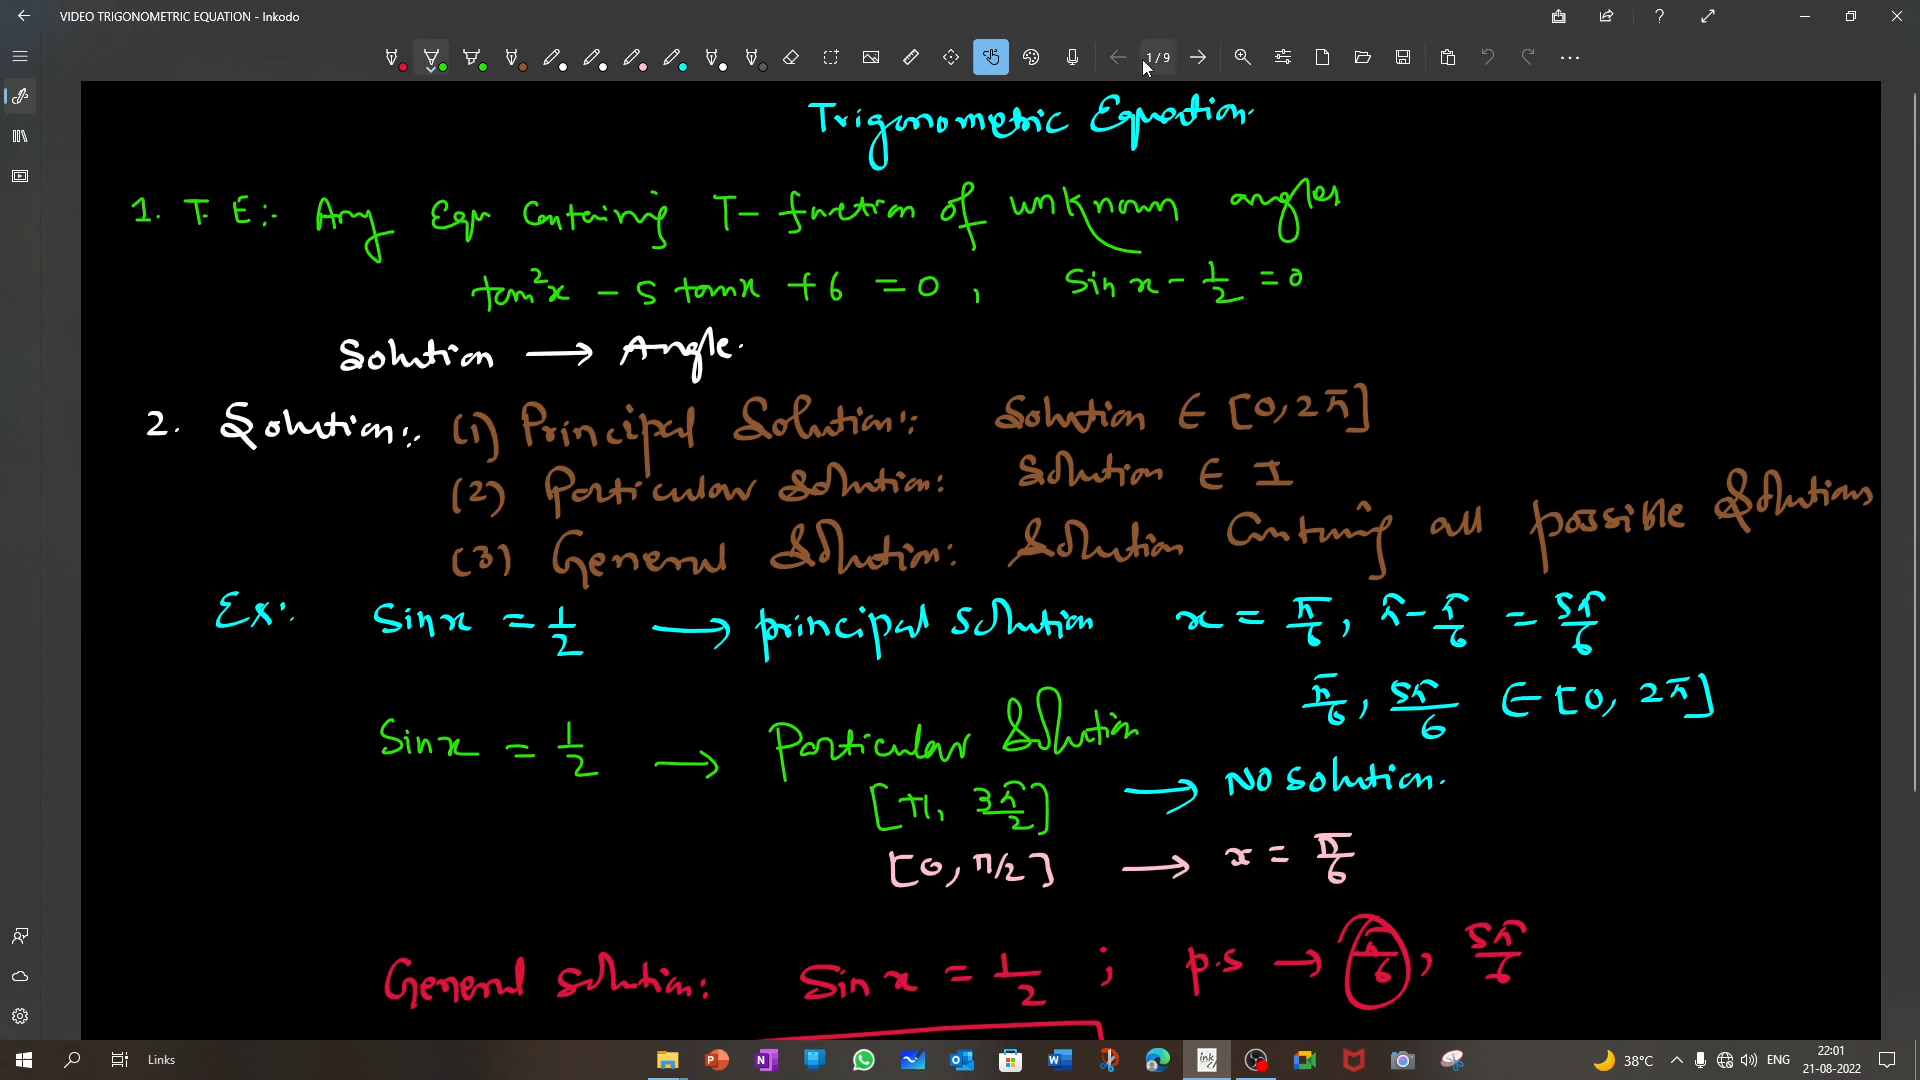 VIDEO TRIGONOMETRIC EQUATION - Inkodo
1 / 9
Trigonometric Equation.
1. T. E:- Any Eqn Containing T- function of unknown angles
tan²x - 5 tanx + 6 = 0 , Sin x - 1/2 = 0
Solution → Angle.
2. Solution:- (1) Principal Solution:- Solution ∈ [0, 2π]
(2) Particular Solution: Solution ∈ I
(3) General Solution: Solution Containing all possible Solutions
Ex: Sinx = 1/2 → principal solution x = π/6, π - π/6 = 5π/6
π/6, 5π/6 ∈ [0, 2π]
Sinx = 1/2 → Particular Solution
[π, 3π/2] → NO solution.
[0, π/2] → x = π/6
General solution: Sin x = 1/2 ; p.s → π/6, 5π/6
Links
38°C
ENG
22:01
21-08-2022